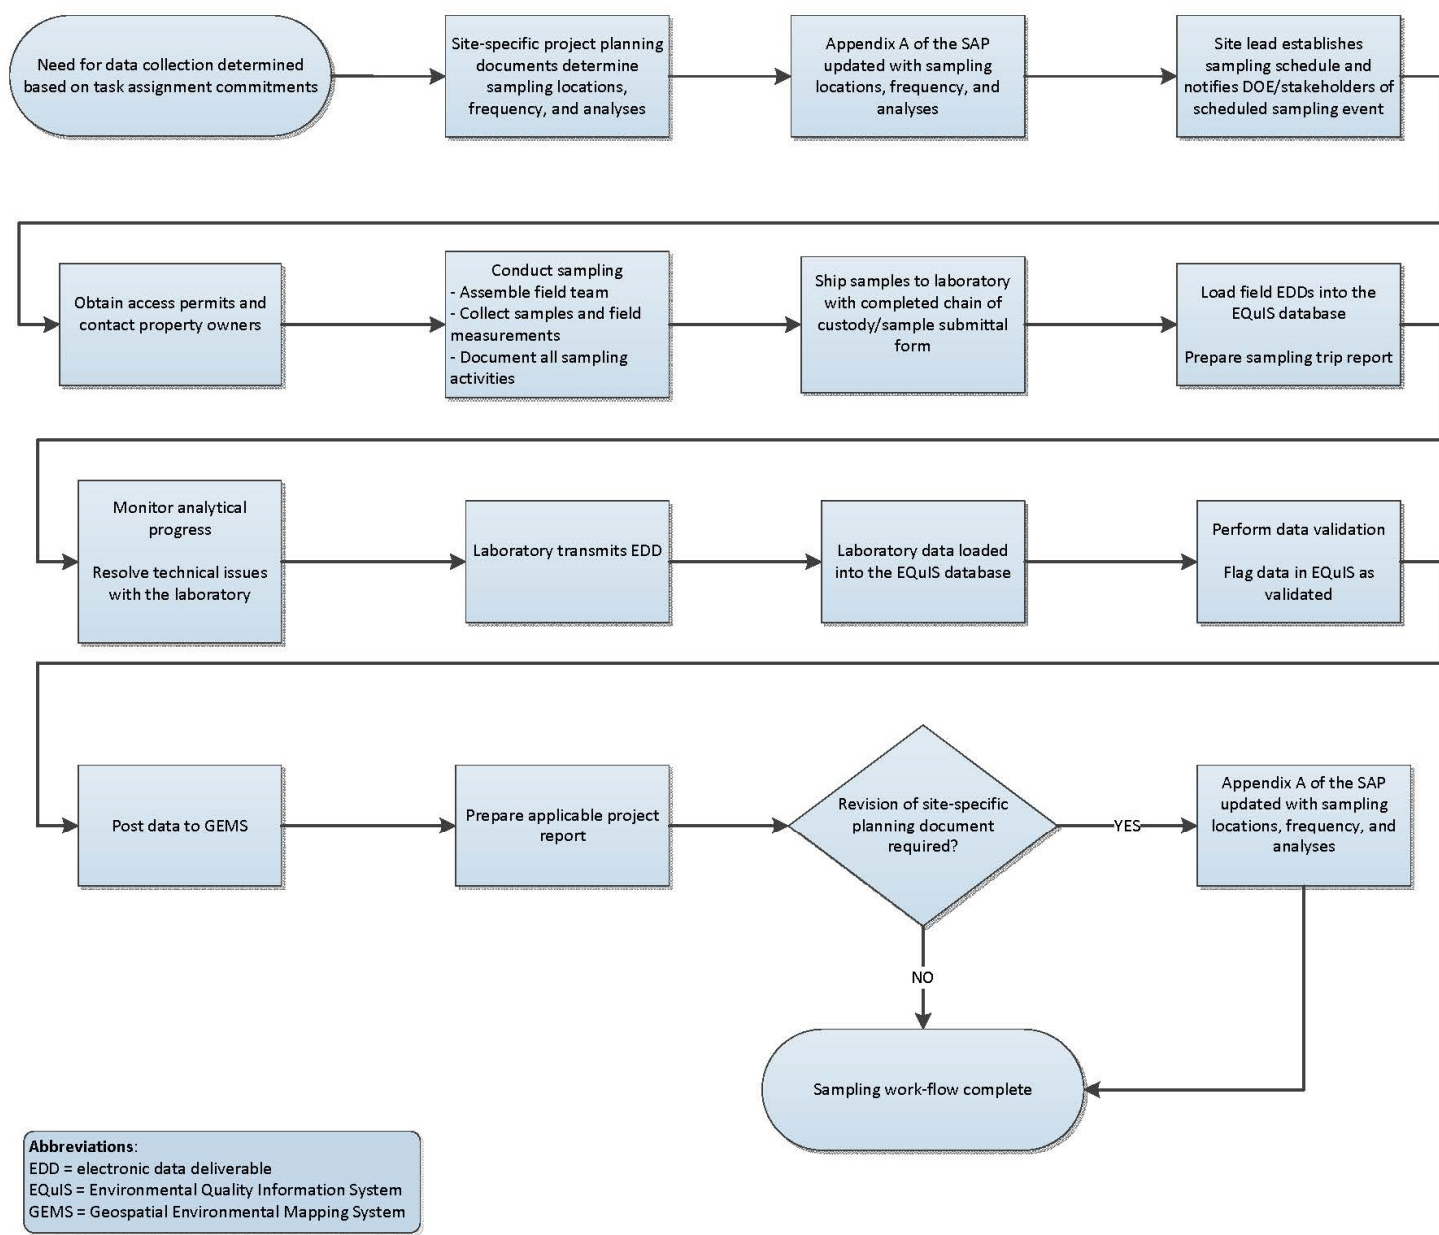 Need for data collection determined
based on task assignment commitments
Site-specific project planning
documents determine
sampling locations,
frequency, and analyses
Appendix A of the SAP
updated with sampling
locations, frequency, and
analyses
Site lead establishes
sampling schedule and
notifies DOE/stakeholders of
scheduled sampling event
Obtain access permits and
contact property owners
Conduct sampling
- Assemble field team
- Collect samples and field
measurements
- Document all sampling
activities
Ship samples to laboratory
with completed chain of
custody/sample submittal
form
Load field EDDs into the
EQuIS database
Prepare sampling trip report
Monitor analytical
progress
Resolve technical issues
with the laboratory
Laboratory transmits EDD
Laboratory data loaded
into the EQuIS database
Perform data validation
Flag data in EQuIS as
validated
Post data to GEMS
Prepare applicable project
report
Revision of site-specific
planning document
required?
YES
Appendix A of the SAP
updated with sampling
locations, frequency, and
analyses
NO
Sampling work-flow complete
Abbreviations:
EDD = electronic data deliverable
EQuIS = Environmental Quality Information System
GEMS = Geospatial Environmental Mapping System